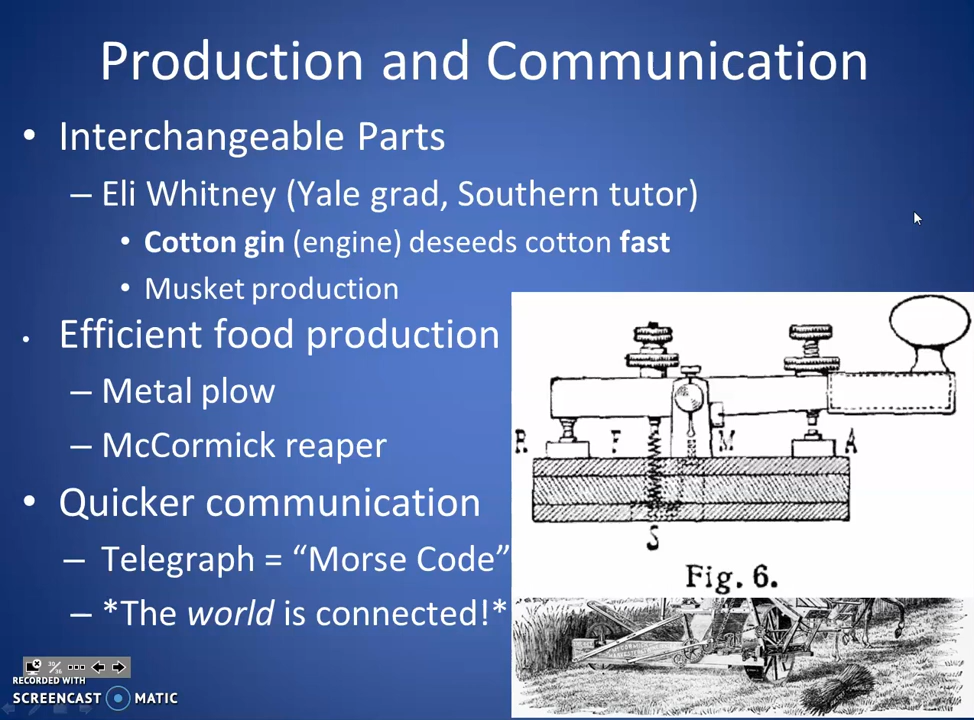 Production and Communication
• Interchangeable Parts
– Eli Whitney (Yale grad, Southern tutor)
• Cotton gin (engine) deseeds cotton fast
• Musket production
• Efficient food production
– Metal plow
– McCormick reaper
• Quicker communication
– Telegraph = “Morse Code”
– *The world is connected!*
R F M A
S
Fig. 6.
RECORDED WITH
SCREENCAST MATIC